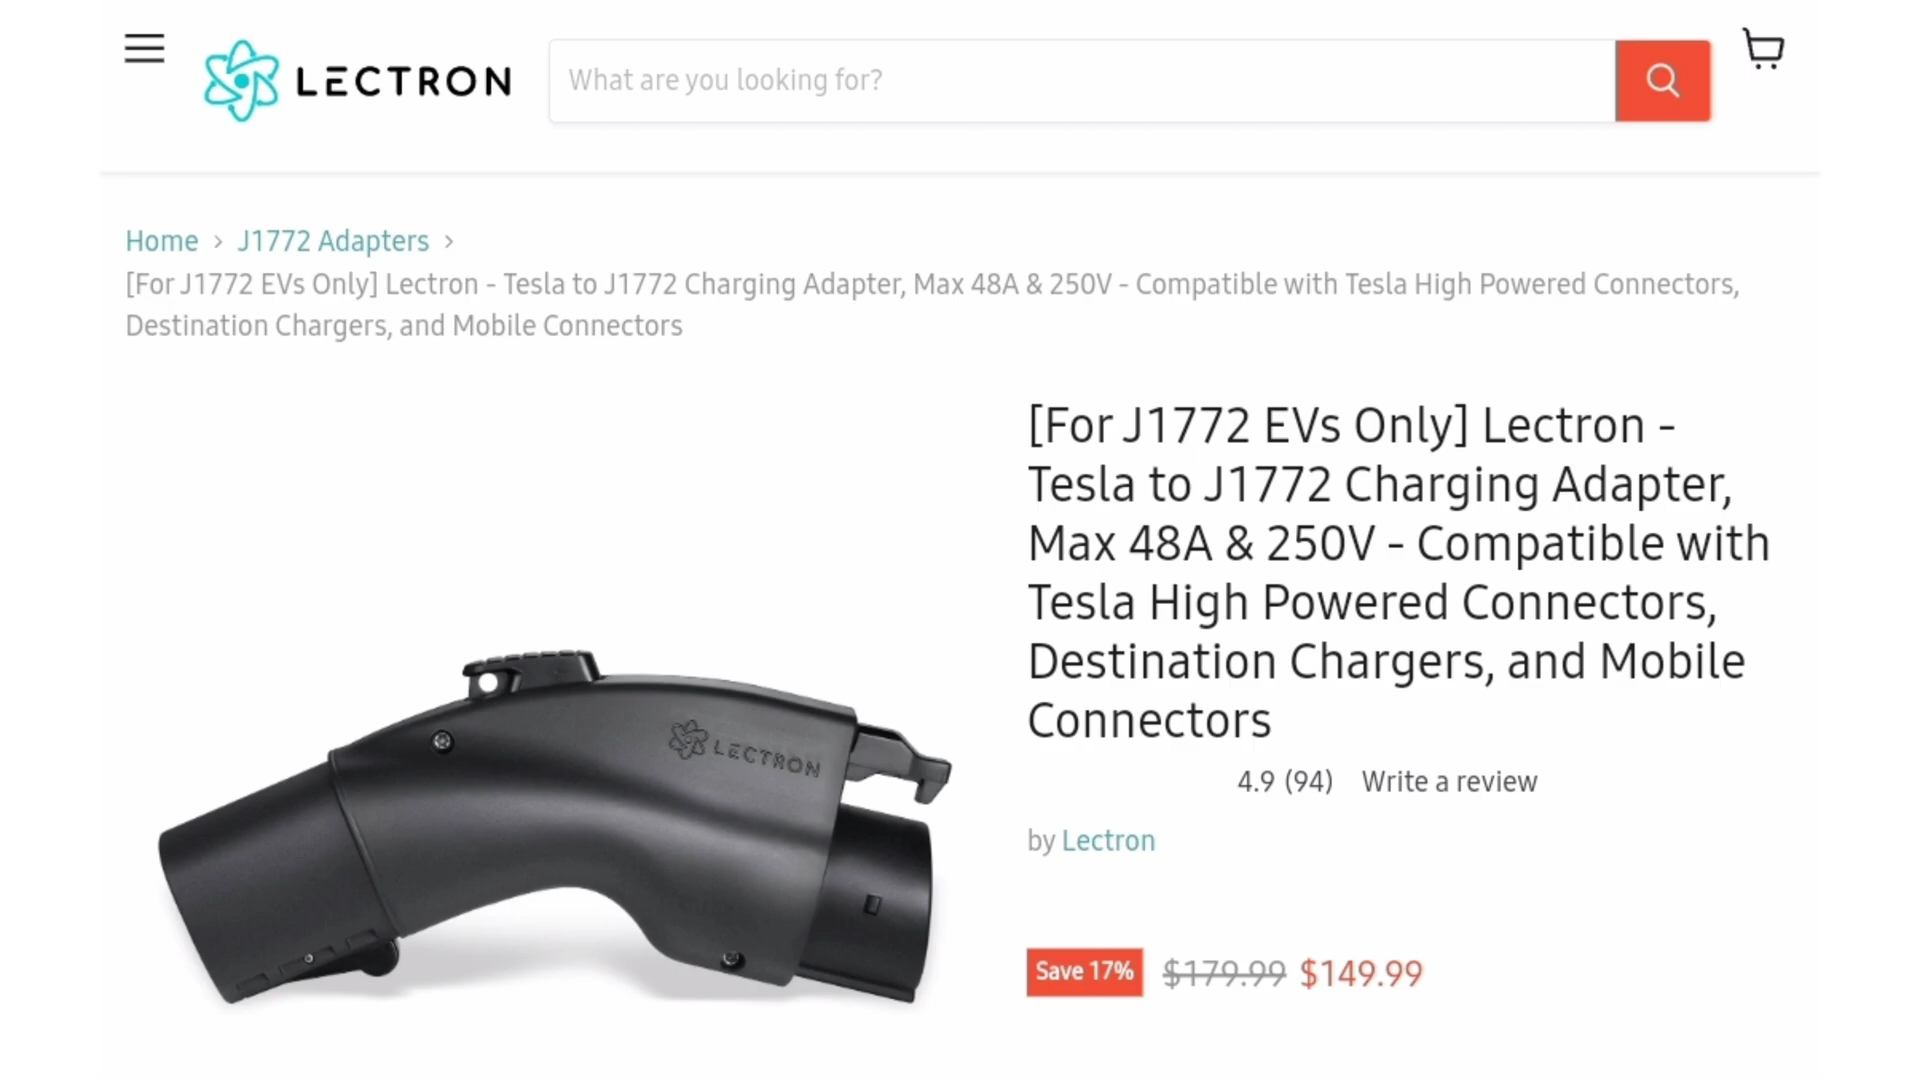 LECTRON
What are you looking for?
Home > J1772 Adapters >
[For J1772 EVs Only] Lectron - Tesla to J1772 Charging Adapter, Max 48A & 250V - Compatible with Tesla High Powered Connectors,
Destination Chargers, and Mobile Connectors
[For J1772 EVs Only] Lectron -
Tesla to J1772 Charging Adapter,
Max 48A & 250V - Compatible with
Tesla High Powered Connectors,
Destination Chargers, and Mobile
Connectors
LECTRON
4.9 (94) Write a review
by Lectron
Save 17% $179.99 $149.99